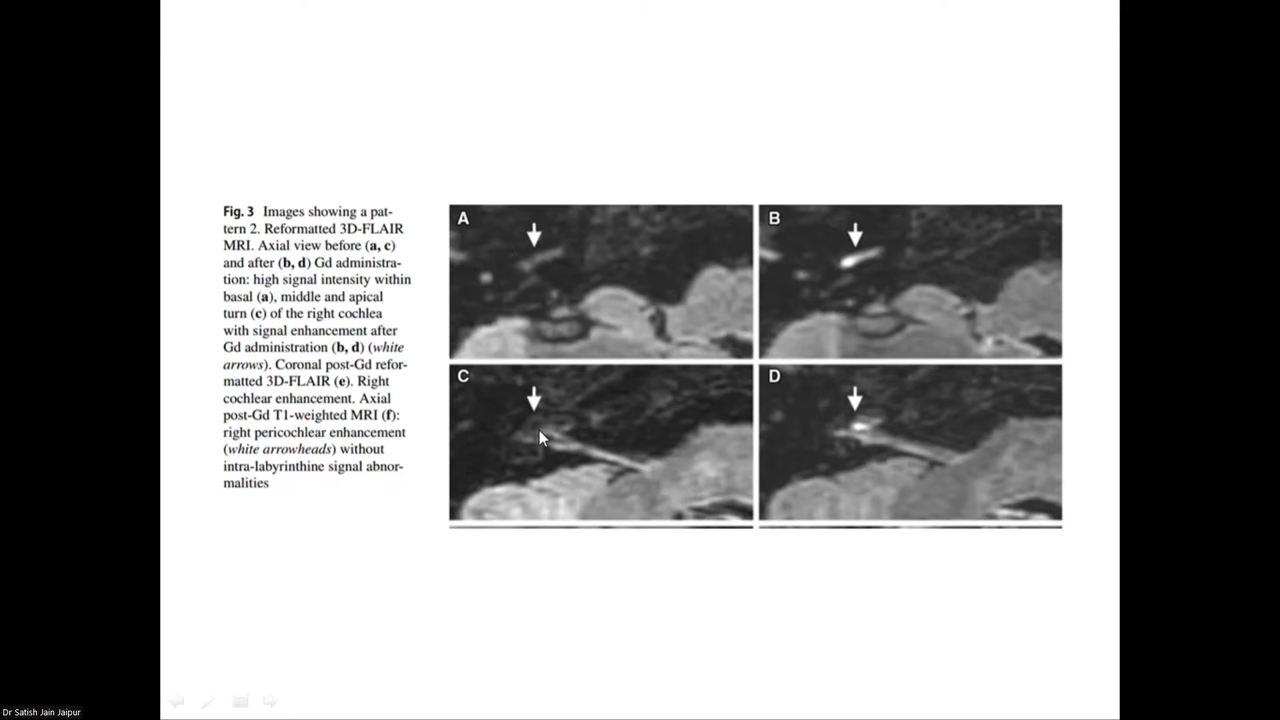 Fig. 3 Images showing a pat-
tern 2. Reformatted 3D-FLAIR
MRI. Axial view before (a, c)
and after (b, d) Gd administra-
tion: high signal intensity within
basal (a), middle and apical
turn (c) of the right cochlea
with signal enhancement after
Gd administration (b, d) (white
arrows). Coronal post-Gd refor-
matted 3D-FLAIR (e). Right
cochlear enhancement. Axial
post-Gd T1-weighted MRI (f):
right pericochlear enhancement
(white arrowheads) without
intra-labyrinthine signal abnor-
malities
A
B
C
D
Dr Satish Jain Jaipur